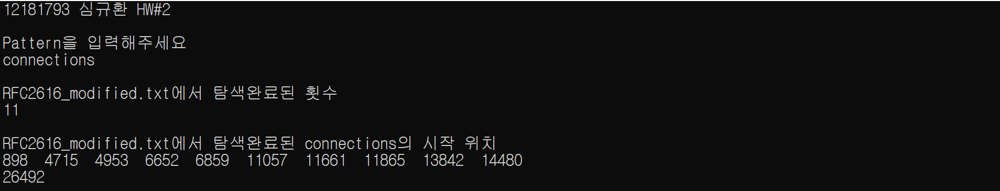 12181793 심규환 HW#2
Pattern을 입력해주세요
connections
RFC2616_modified.txt에서 탐색완료된 횟수
11
RFC2616_modified.txt에서 탐색완료된 connections의 시작 위치
898 4715 4953 6652 6859 11057 11661 11865 13842 14480
26492